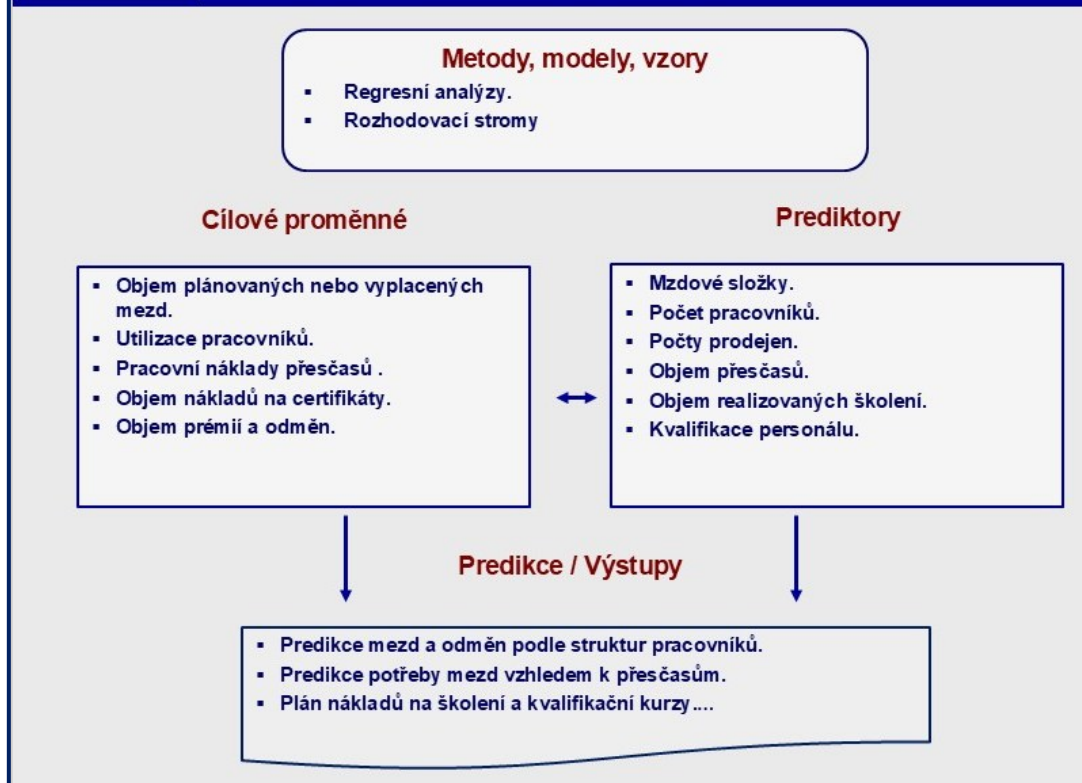 Metody, modely, vzory
▪ Regresní analýzy.
▪ Rozhodovací stromy
Cílové proměnné
▪ Objem plánovaných nebo vyplacených
mezd.
▪ Utilizace pracovníků.
▪ Pracovní náklady přesčasů .
▪ Objem nákladů na certifikáty.
▪ Objem prémií a odměn.
Prediktory
▪ Mzdové složky.
▪ Počet pracovníků.
▪ Počty prodejen.
▪ Objem přesčasů.
▪ Objem realizovaných školení.
▪ Kvalifikace personálu.
Predikce / Výstupy
▪ Predikce mezd a odměn podle struktur pracovníků.
▪ Predikce potřeby mezd vzhledem k přesčasům.
▪ Plán nákladů na školení a kvalifikační kurzy....